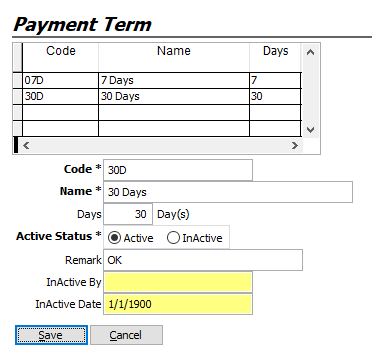 Payment Term
Code Name Days
07D 7 Days 7
30D 30 Days 30
Code * 30D
Name * 30 Days
Days 30 Day(s)
Active Status * Active InActive
Remark OK
InActive By
InActive Date 1/1/1900
Save Cancel